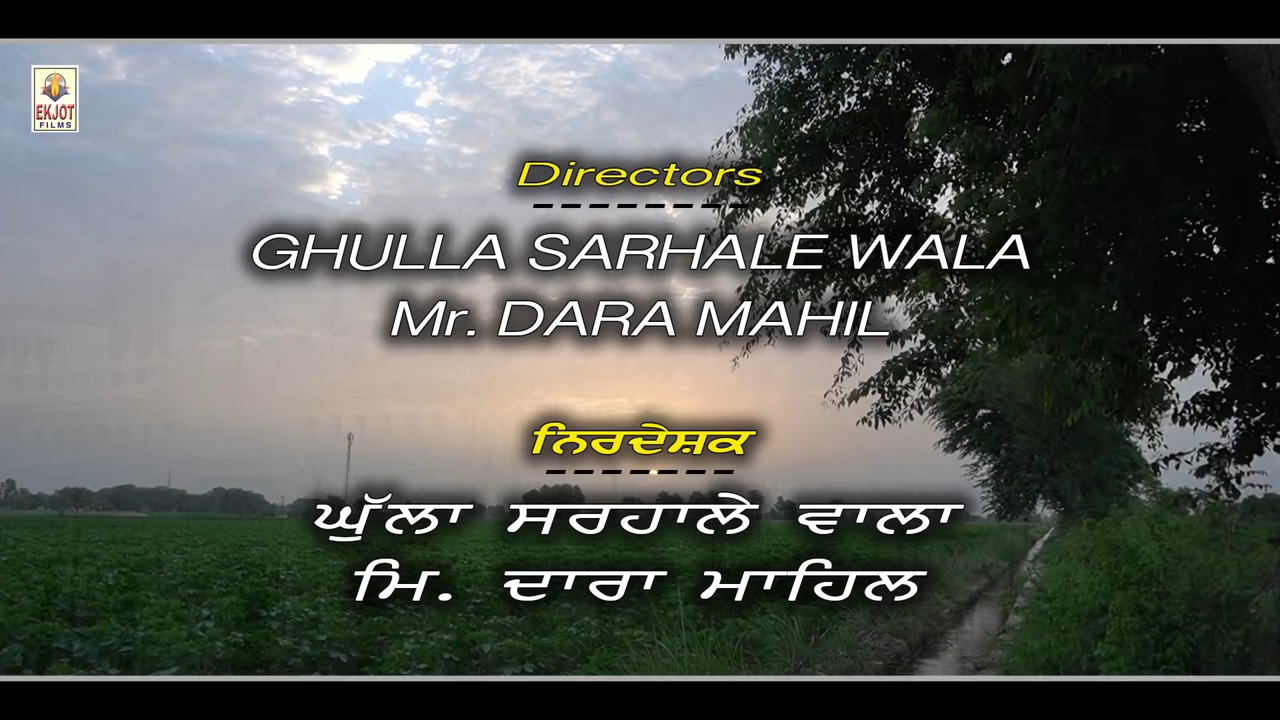 EKJOT
FILMS
Directors
GHULLA SARHALE WALA
Mr. DARA MAHIL
ਨਿਰਦੇਸ਼ਕ
ਘੁੱਲਾ ਸਰਹਾਲੇ ਵਾਲਾ
ਮਿ. ਦਾਰਾ ਮਾਹਿਲ